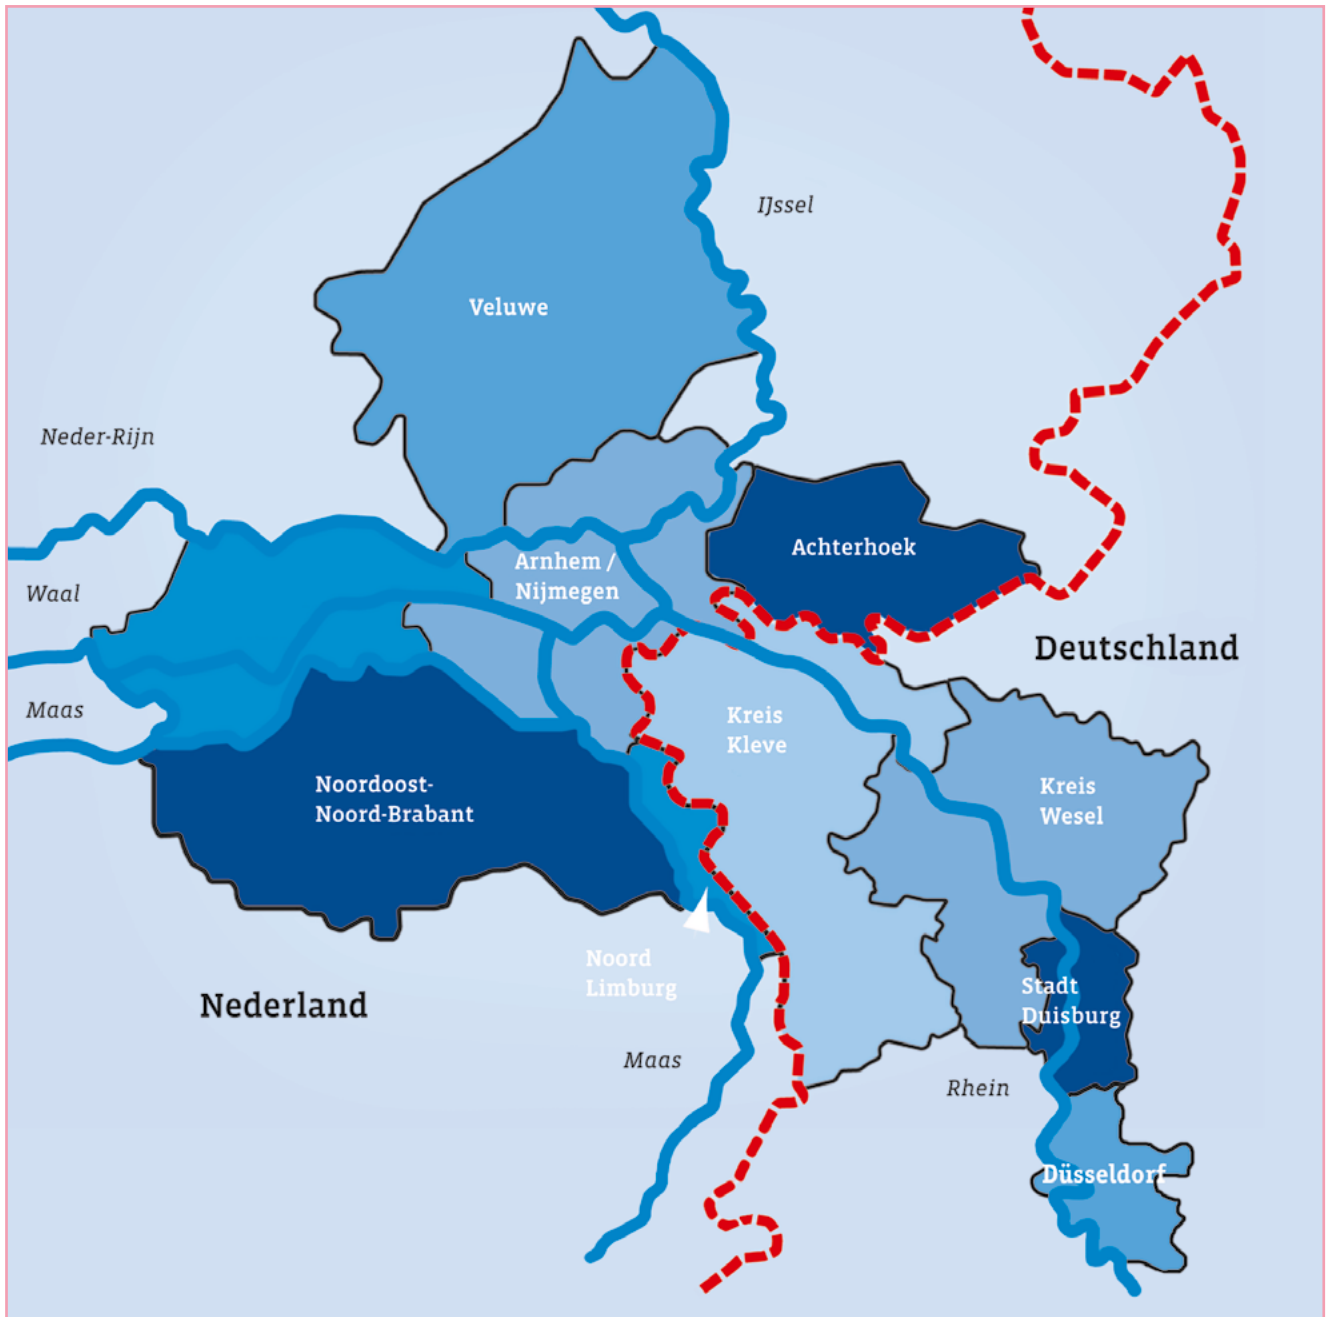 IJssel
Veluwe
Neder-Rijn
Achterhoek
Arnhem /
Nijmegen
Waal
Deutschland
Maas
Kreis
Kleve
Noordoost-
Noord-Brabant
Kreis
Wesel
Noord
Limburg
Stadt
Duisburg
Nederland
Maas
Rhein
Düsseldorf